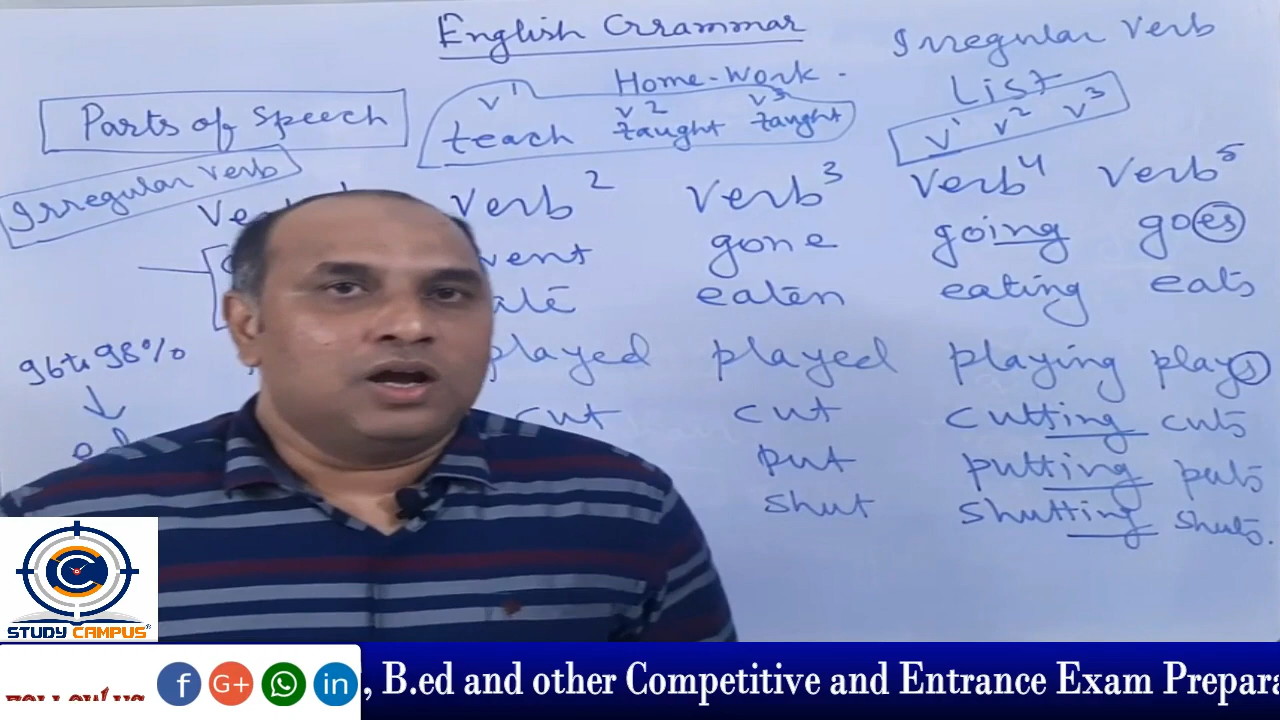 English Grammar
Irregular Verb
List
V1 V2 V3
Home-Work.
V1 V2 V3
teach taught taught
Parts of Speech
Irregular Verb
Verb2 Verb3 Verb4 Verb5
gone going goes
eaten eating eats
played played playing plays
96 to 98%
cut cut cutting cuts
put putting puts
shut shutting shuts.
STUDY CAMPUS
FOLLOW US
, B.ed and other Competitive and Entrance Exam Prepara